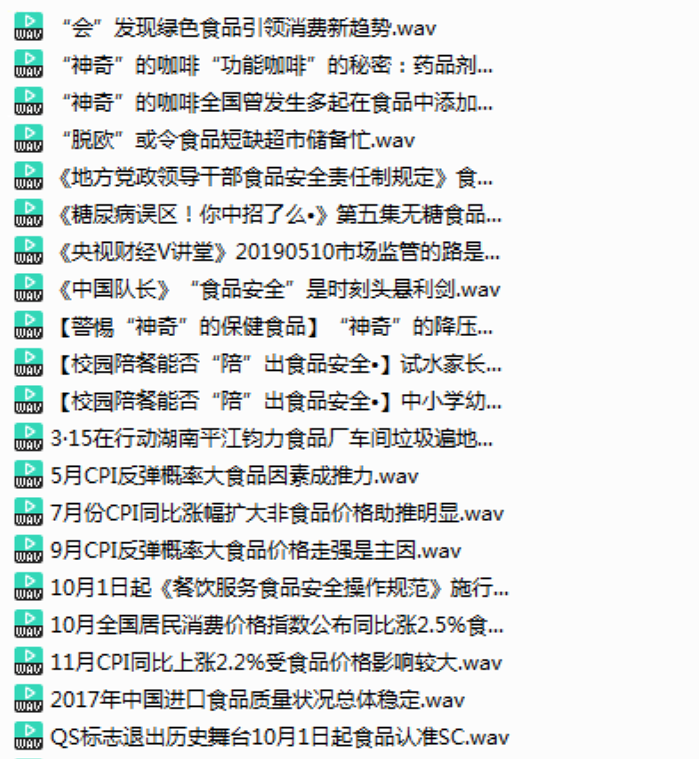 “会”发现绿色食品引领消费新趋势.wav
“神奇”的咖啡“功能咖啡”的秘密：药品剂...
“神奇”的咖啡全国曾发生多起在食品中添加...
“脱欧”或令食品短缺超市储备忙.wav
《地方党政领导干部食品安全责任制规定》食...
《糖尿病误区！你中招了么•》第五集无糖食品...
《央视财经V讲堂》20190510市场监管的路是...
《中国队长》“食品安全”是时刻头悬利剑.wav
【警惕“神奇”的保健食品】“神奇”的降压...
【校园陪餐能否“陪”出食品安全•】试水家长...
【校园陪餐能否“陪”出食品安全•】中小学幼...
3·15在行动湖南平江钧力食品厂车间垃圾遍地...
5月CPI反弹概率大食品因素成推力.wav
7月份CPI同比涨幅扩大非食品价格助推明显.wav
9月CPI反弹概率大食品价格走强是主因.wav
10月1日起《餐饮服务食品安全操作规范》施行...
10月全国居民消费价格指数公布同比涨2.5%食...
11月CPI同比上涨2.2%受食品价格影响较大.wav
2017年中国进口食品质量状况总体稳定.wav
QS标志退出历史舞台10月1日起食品认准SC.wav